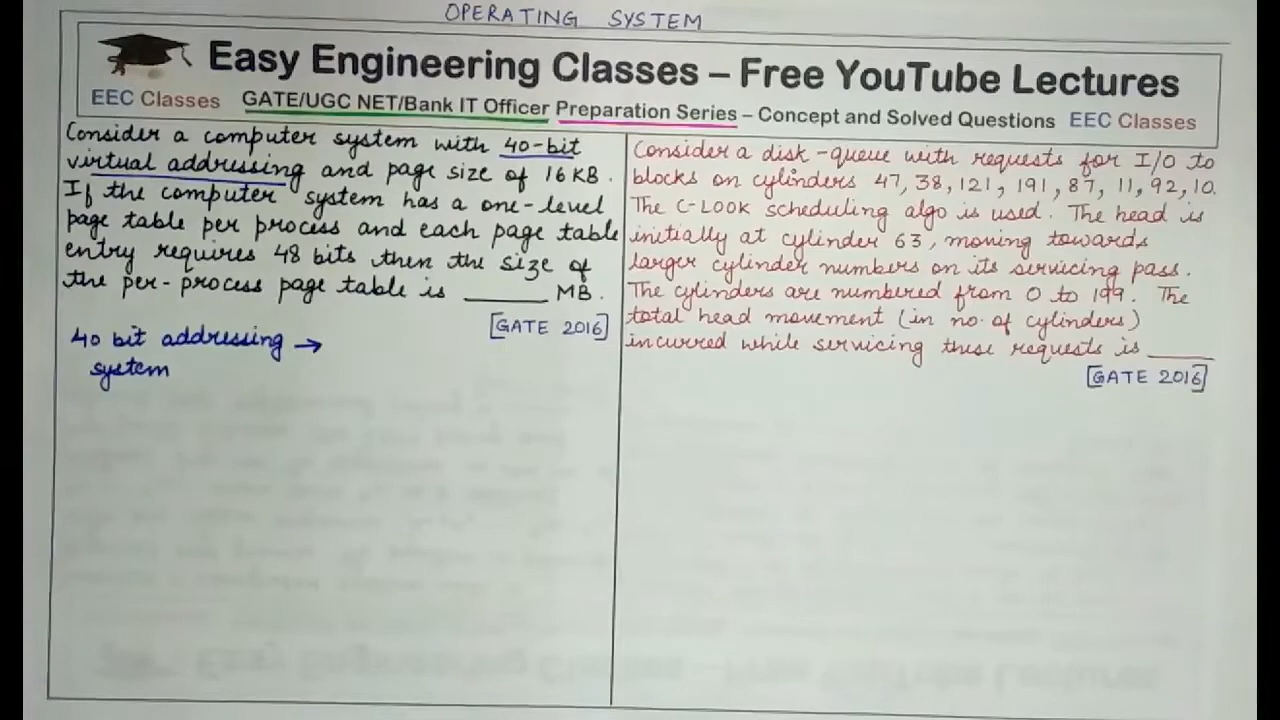 OPERATING SYSTEM
Easy Engineering Classes – Free YouTube Lectures
EEC Classes GATE/UGC NET/Bank IT Officer Preparation Series – Concept and Solved Questions EEC Classes
Consider a computer system with 40-bit
virtual addressing and page size of 16 KB.
If the computer system has a one-level
page table per process and each page table
entry requires 48 bits then the size of
the per-process page table is ______ MB.
[GATE 2016]
40 bit addressing →
system
Consider a disk-queue with requests for I/O to
blocks on cylinders 47, 38, 121, 191, 87, 11, 92, 10.
The C-LOOK scheduling algo is used. The head is
initially at cylinder 63, moving towards
larger cylinder numbers on its servicing pass.
The cylinders are numbered from 0 to 199. The
total head movement (in no. of cylinders)
incurred while servicing these requests is ______
[GATE 2016]